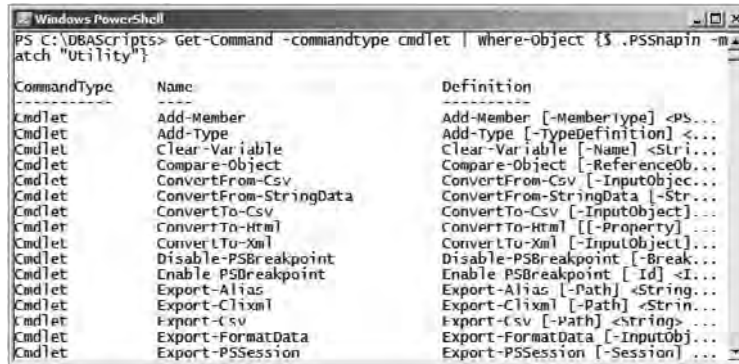 Windows PowerShell
PS C:\DBAScripts> Get-Command -commandtype cmdlet | Where-Object {$_.PSSnapin -m
atch "Utility"}
CommandType Name Definition
----------- ---- ----------
Cmdlet Add-Member Add-Member [-MemberType] <PS...
Cmdlet Add-Type Add-Type [-TypeDefinition] <...
Cmdlet Clear-Variable Clear-Variable [-Name] <Stri...
Cmdlet Compare-Object Compare-Object [-ReferenceOb...
Cmdlet ConvertFrom-Csv ConvertFrom-Csv [-InputObjec...
Cmdlet ConvertFrom-StringData ConvertFrom-StringData [-Str...
Cmdlet ConvertTo-Csv ConvertTo-Csv [-InputObject]...
Cmdlet ConvertTo-Html ConvertTo-Html [[-Property] ...
Cmdlet ConvertTo-Xml ConvertTo-Xml [-InputObject]...
Cmdlet Disable-PSBreakpoint Disable-PSBreakpoint [-Break...
Cmdlet Enable-PSBreakpoint Enable-PSBreakpoint [-Id] <I...
Cmdlet Export-Alias Export-Alias [-Path] <String...
Cmdlet Export-Clixml Export-Clixml [-Path] <Strin...
Cmdlet Export-Csv Export-Csv [-Path] <String> ...
Cmdlet Export-FormatData Export-FormatData [-InputObj...
Cmdlet Export-PSSession Export-PSSession [-Session] ...